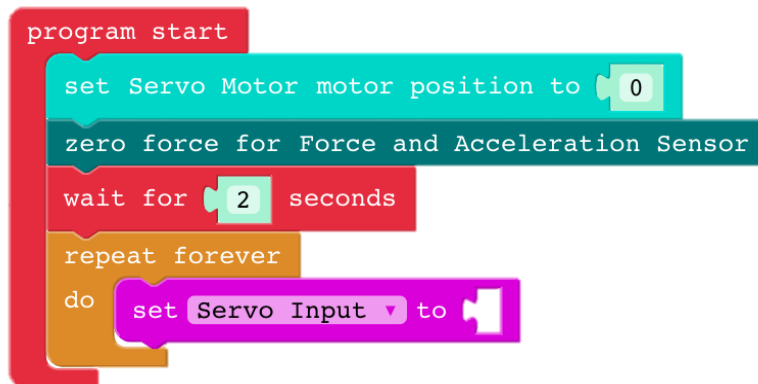 program start
set Servo Motor motor position to 0
zero force for Force and Acceleration Sensor
wait for 2 seconds
repeat forever
do set Servo Input ▼ to